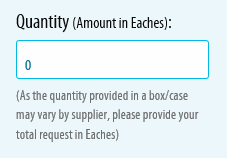 Quantity (Amount in Eaches):
0
(As the quantity provided in a box/case
may vary by supplier, please provide your
total request in Eaches)